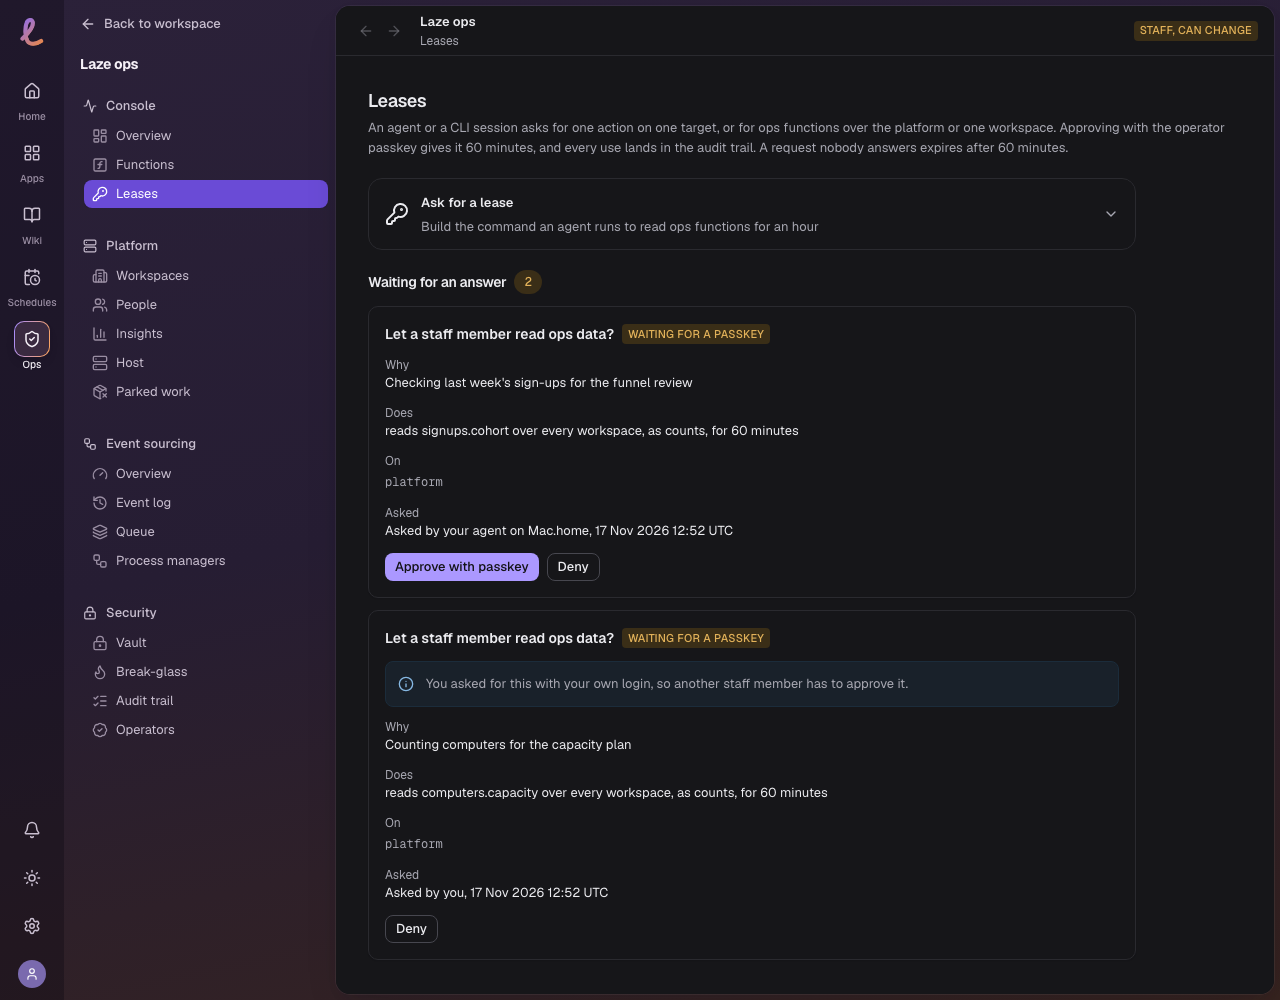 Back to workspace
Laze ops
Console
Overview
Functions
Leases
Platform
Workspaces
People
Insights
Host
Parked work
Event sourcing
Overview
Event log
Queue
Process managers
Security
Vault
Break-glass
Audit trail
Operators
Home
Apps
Wiki
Schedules
Ops
Laze ops
Leases
STAFF, CAN CHANGE
Leases
An agent or a CLI session asks for one action on one target, or for ops functions over the platform or one workspace. Approving with the operator
passkey gives it 60 minutes, and every use lands in the audit trail. A request nobody answers expires after 60 minutes.
Ask for a lease
Build the command an agent runs to read ops functions for an hour
Waiting for an answer 2
Let a staff member read ops data? WAITING FOR A PASSKEY
Why
Checking last week's sign-ups for the funnel review
Does
reads signups.cohort over every workspace, as counts, for 60 minutes
On
platform
Asked
Asked by your agent on Mac.home, 17 Nov 2026 12:52 UTC
Approve with passkey Deny
Let a staff member read ops data? WAITING FOR A PASSKEY
You asked for this with your own login, so another staff member has to approve it.
Why
Counting computers for the capacity plan
Does
reads computers.capacity over every workspace, as counts, for 60 minutes
On
platform
Asked
Asked by you, 17 Nov 2026 12:52 UTC
Deny